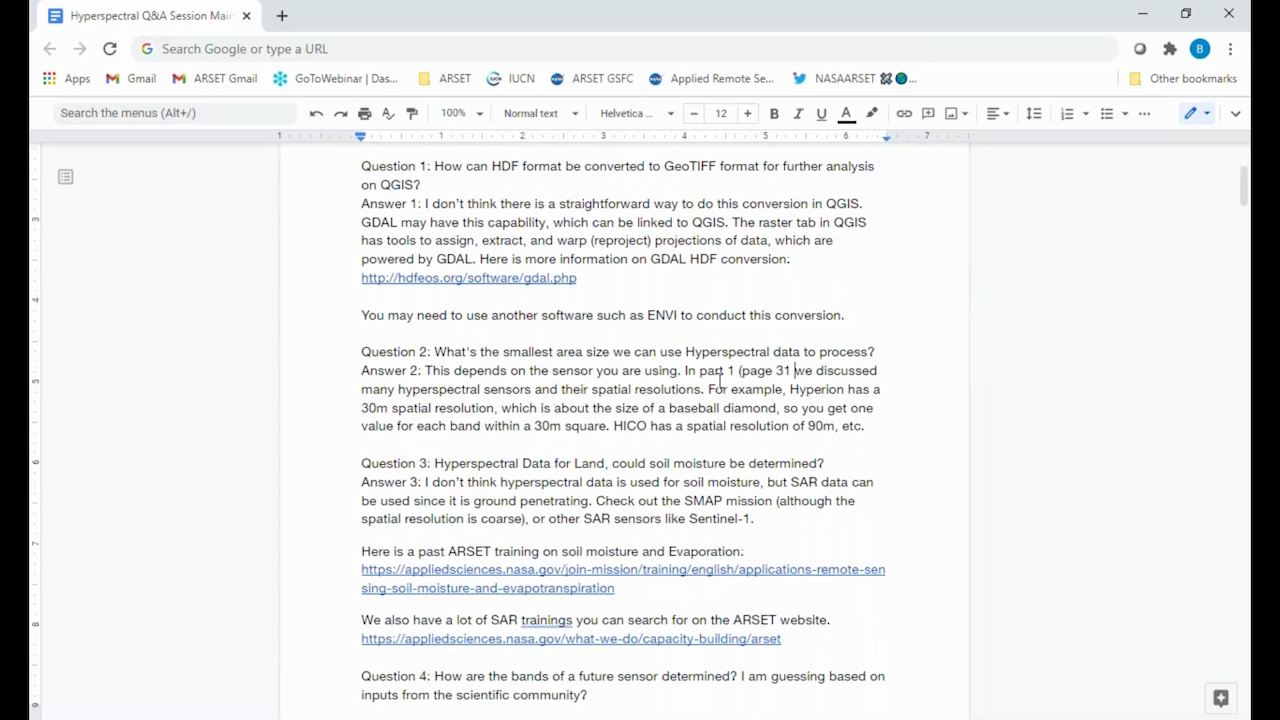 Hyperspectral Q&A Session Main
Search Google or type a URL
B
Apps
Gmail
ARSET Gmail
GoToWebinar | Das...
ARSET
IUCN
ARSET GSFC
Applied Remote Se...
NASAARSET
Other bookmarks
Search the menus (Alt+/)
100%
Normal text
Helvetica ...
12
B I U A
1 1 2 3 4 5 6 7
Question 1: How can HDF format be converted to GeoTIFF format for further analysis
on QGIS?
Answer 1: I don't think there is a straightforward way to do this conversion in QGIS.
GDAL may have this capability, which can be linked to QGIS. The raster tab in QGIS
has tools to assign, extract, and warp (reproject) projections of data, which are
powered by GDAL. Here is more information on GDAL HDF conversion:
http://hdfeos.org/software/gdal.php
You may need to use another software such as ENVI to conduct this conversion.
Question 2: What's the smallest area size we can use Hyperspectral data to process?
Answer 2: This depends on the sensor you are using. In part 1 (page 31 we discussed
many hyperspectral sensors and their spatial resolutions. For example, Hyperion has a
30m spatial resolution, which is about the size of a baseball diamond, so you get one
value for each band within a 30m square. HICO has a spatial resolution of 90m, etc.
Question 3: Hyperspectral Data for Land, could soil moisture be determined?
Answer 3: I don't think hyperspectral data is used for soil moisture, but SAR data can
be used since it is ground penetrating. Check out the SMAP mission (although the
spatial resolution is coarse), or other SAR sensors like Sentinel-1.
Here is a past ARSET training on soil moisture and Evaporation:
https://appliedsciences.nasa.gov/join-mission/training/english/applications-remote-sen
sing-soil-moisture-and-evapotranspiration
We also have a lot of SAR trainings you can search for on the ARSET website.
https://appliedsciences.nasa.gov/what-we-do/capacity-building/arset
Question 4: How are the bands of a future sensor determined? I am guessing based on
inputs from the scientific community?